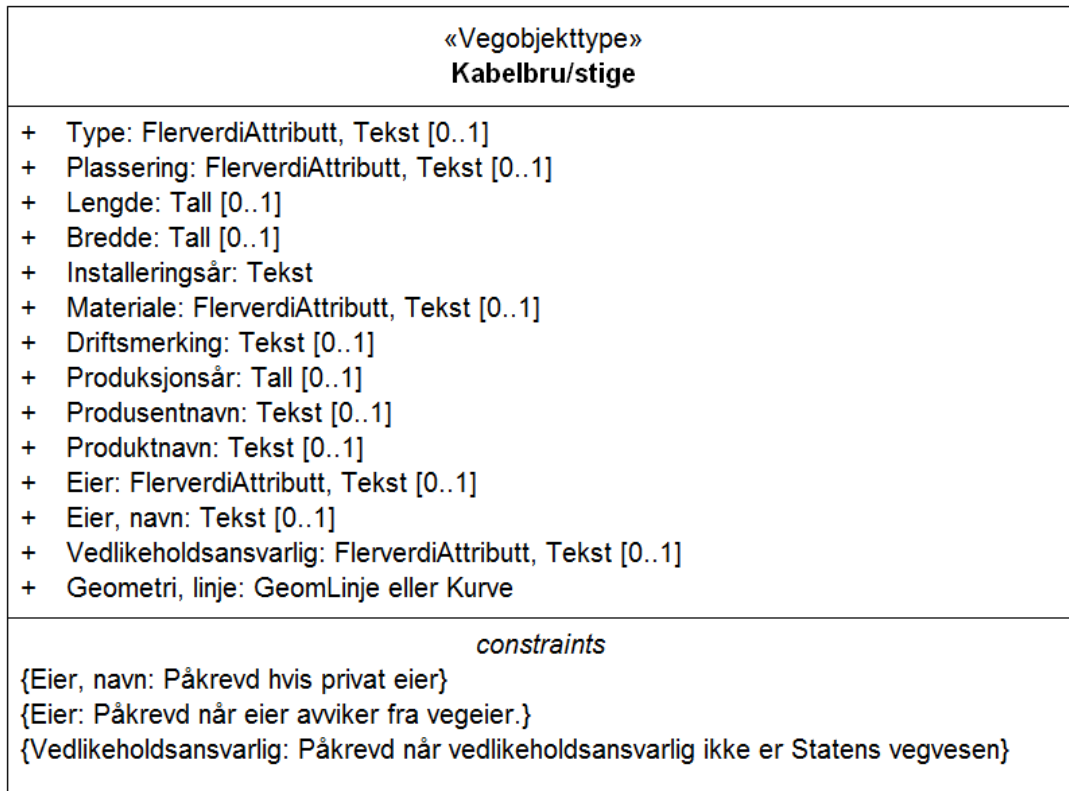 «Vegobjekttype»
Kabelbru/stige
+ Type: FlerverdiAttributt, Tekst [0..1]
+ Plassering: FlerverdiAttributt, Tekst [0..1]
+ Lengde: Tall [0..1]
+ Bredde: Tall [0..1]
+ Installeringsår: Tekst
+ Materiale: FlerverdiAttributt, Tekst [0..1]
+ Driftsmerking: Tekst [0..1]
+ Produksjonsår: Tall [0..1]
+ Produsentnavn: Tekst [0..1]
+ Produktnavn: Tekst [0..1]
+ Eier: FlerverdiAttributt, Tekst [0..1]
+ Eier, navn: Tekst [0..1]
+ Vedlikeholdsansvarlig: FlerverdiAttributt, Tekst [0..1]
+ Geometri, linje: GeomLinje eller Kurve
constraints
{Eier, navn: Påkrevd hvis privat eier}
{Eier: Påkrevd når eier avviker fra vegeier.}
{Vedlikeholdsansvarlig: Påkrevd når vedlikeholdsansvarlig ikke er Statens vegvesen}